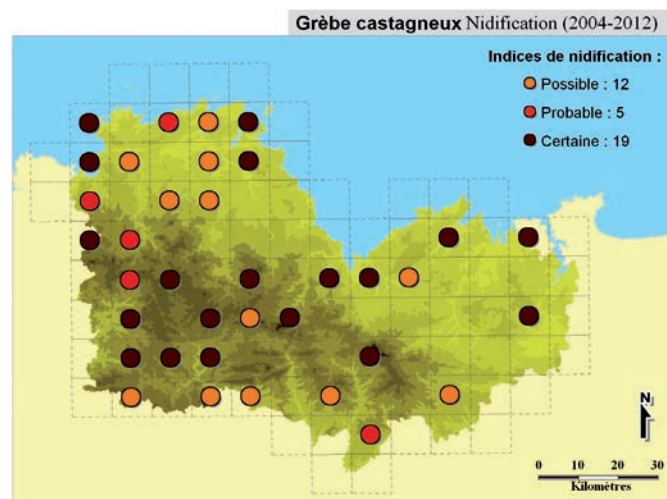 Grèbe castagneux Nidification (2004-2012)
Indices de nidification :
Possible : 12
Probable : 5
Certaine : 19
N
0 10 20 30
Kilomètres